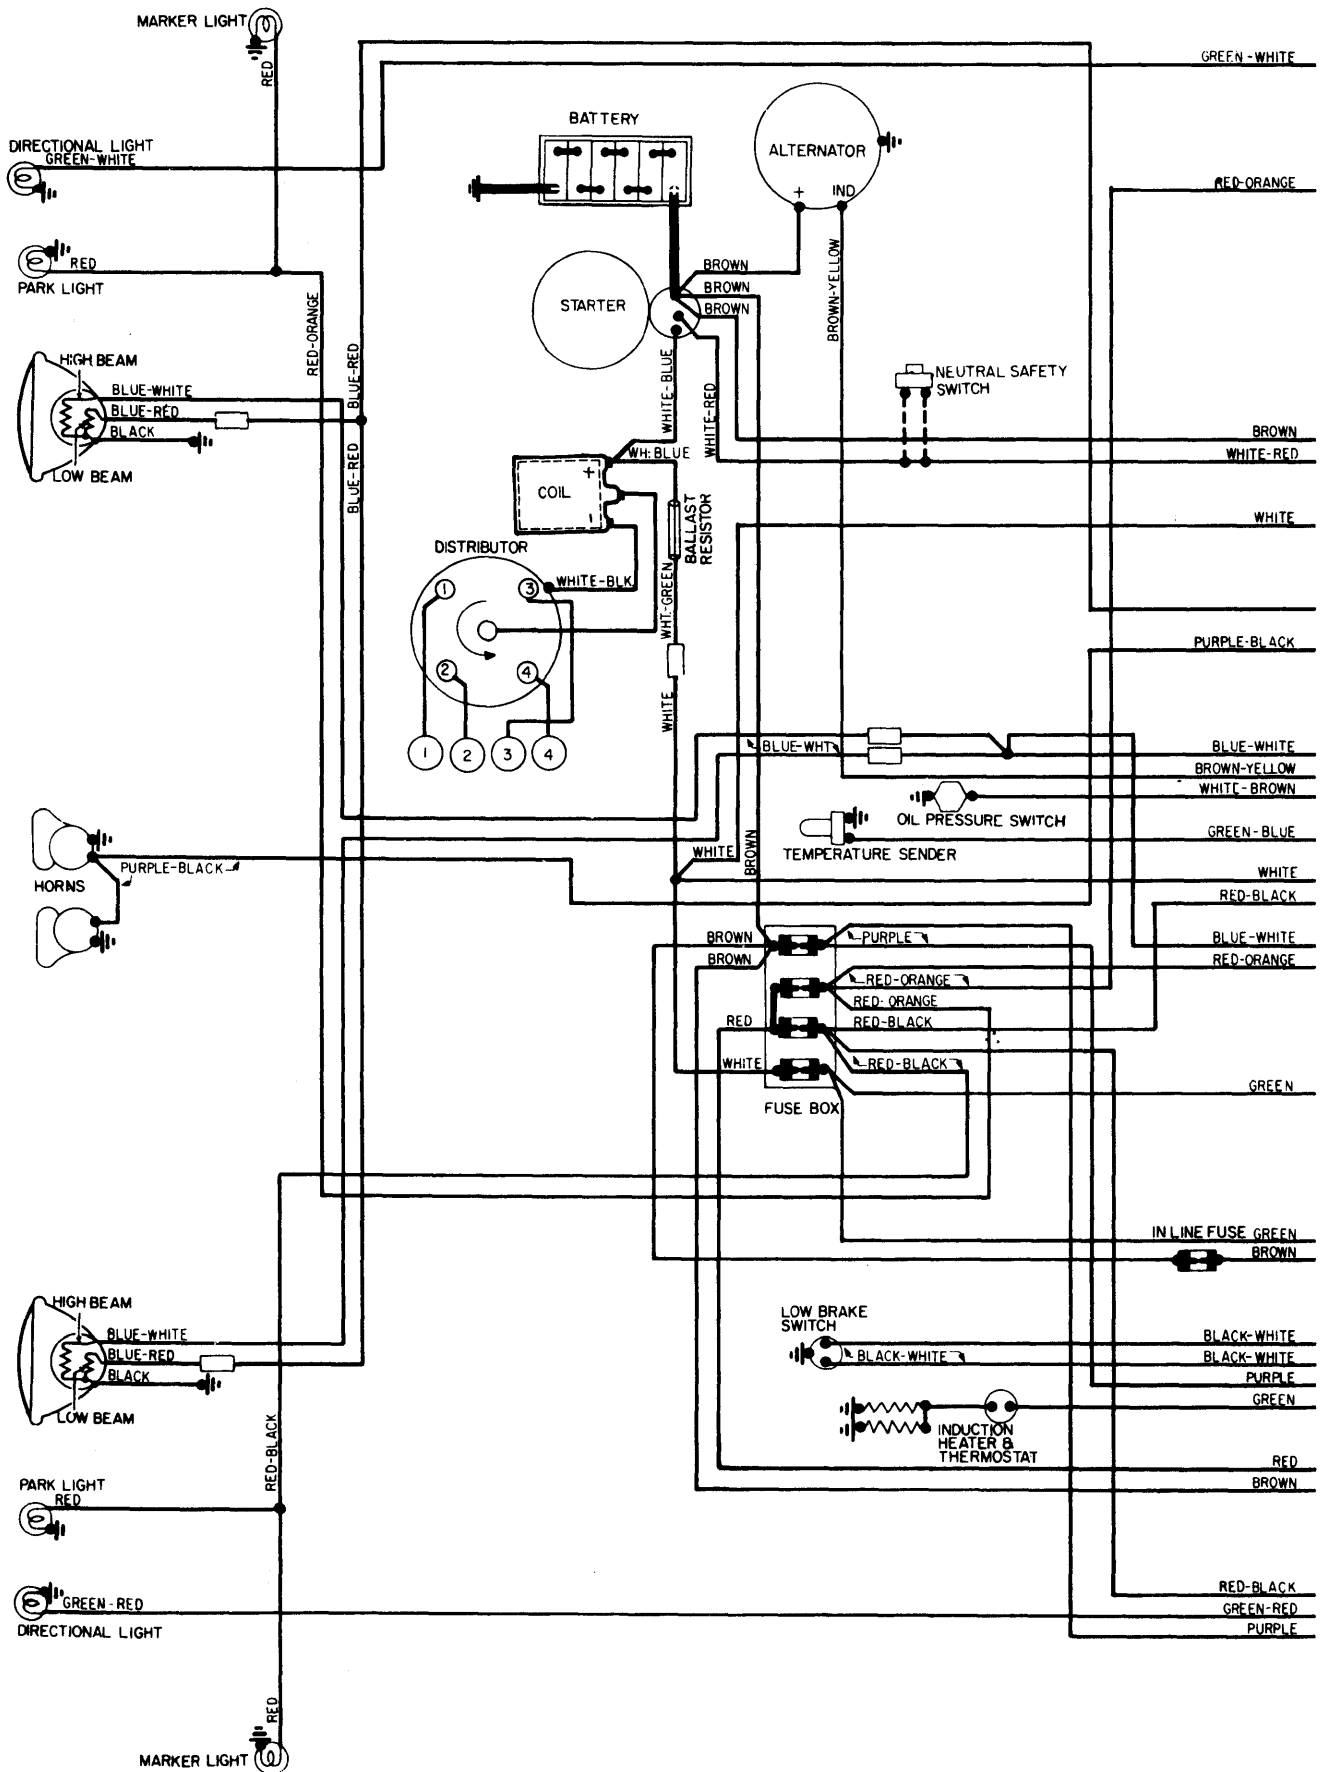 MARKER LIGHT
RED
GREEN-WHITE
BATTERY
DIRECTIONAL LIGHT
GREEN-WHITE
ALTERNATOR
+
IND
RED-ORANGE
RED
PARK LIGHT
BROWN
BROWN
BROWN
STARTER
BROWN-YELLOW
RED-ORANGE
BLUE-RED
HIGH BEAM
BLUE-WHITE
BLUE-RED
BLACK
LOW BEAM
WHITE-BLUE
WHITE-RED
NEUTRAL SAFETY
SWITCH
BROWN
WHITE-RED
BLUE-RED
WH: BLUE
COIL
+
-
BALLAST
RESISTOR
WHITE
DISTRIBUTOR
WHITE-BLK
1
3
2
4
WHT.-GREEN
PURPLE-BLACK
WHITE
1
2
3
4
BLUE-WHT
BLUE-WHITE
BROWN-YELLOW
WHITE-BROWN
OIL PRESSURE SWITCH
GREEN-BLUE
TEMPERATURE SENDER
WHITE
BROWN
WHITE
PURPLE-BLACK
HORNS
RED-BLACK
BROWN
PURPLE
BLUE-WHITE
BROWN
RED-ORANGE
RED-ORANGE
RED-ORANGE
RED
RED-BLACK
WHITE
RED-BLACK
GREEN
FUSE BOX
IN LINE FUSE
GREEN
BROWN
HIGH BEAM
BLUE-WHITE
BLUE-RED
BLACK
LOW BEAM
LOW BRAKE
SWITCH
BLACK-WHITE
BLACK-WHITE
BLACK-WHITE
PURPLE
GREEN
INDUCTION
HEATER &
THERMOSTAT
RED-BLACK
RED
BROWN
PARK LIGHT
RED
RED-BLACK
GREEN-RED
GREEN-RED
DIRECTIONAL LIGHT
PURPLE
RED
MARKER LIGHT